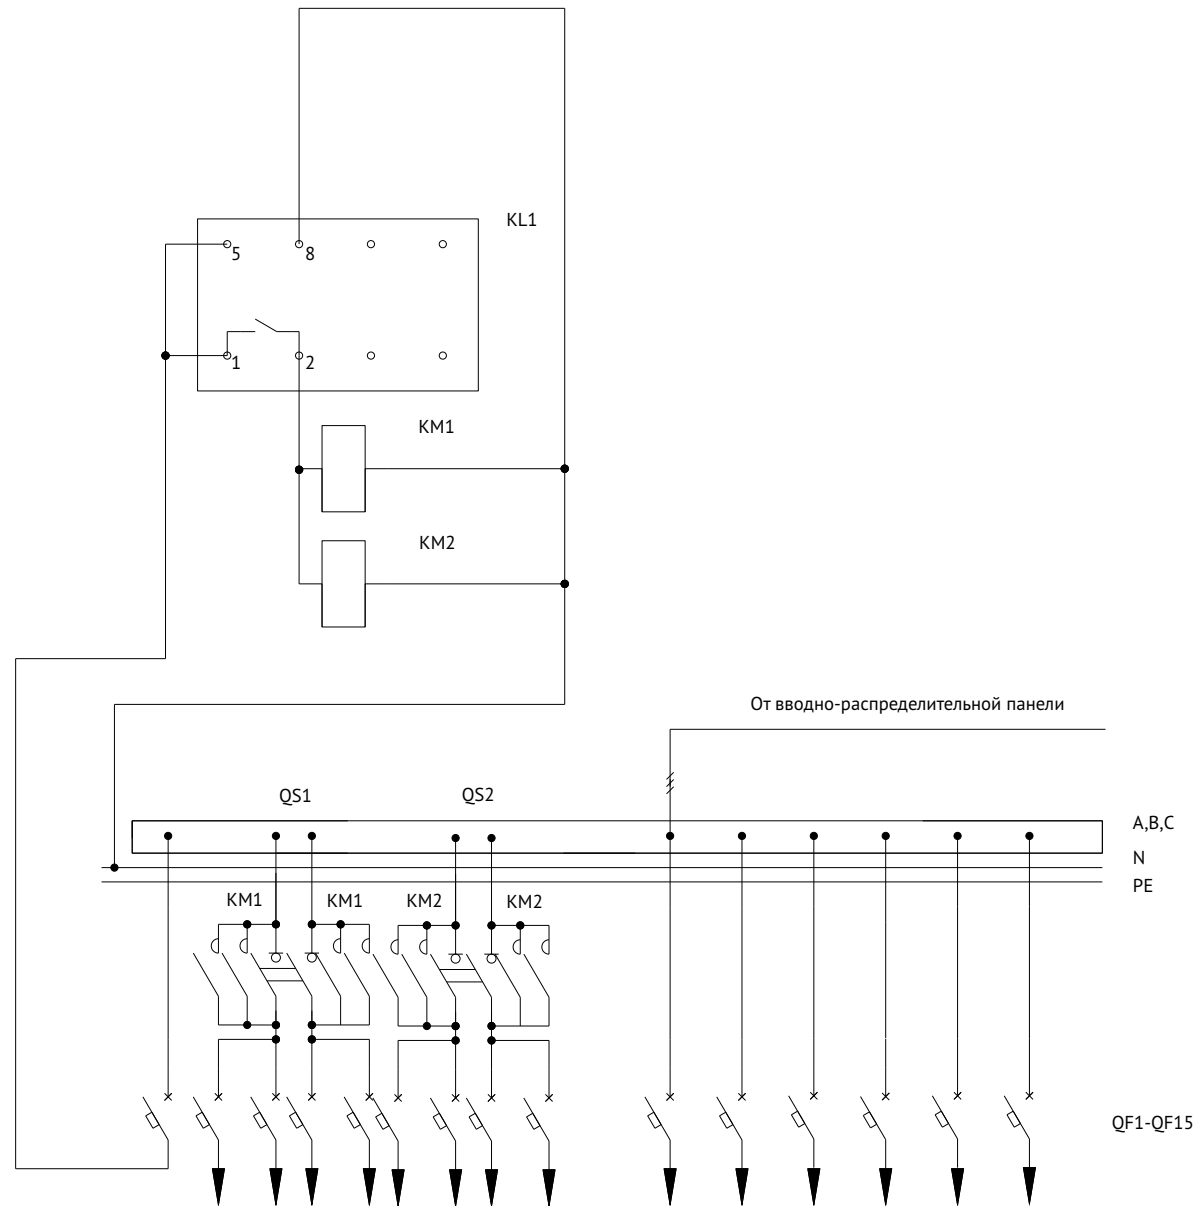 KL1
5
8
1
2
KM1
KM2
От вводно-распределительной панели
QS1
QS2
A,B,C
N
PE
KM1
KM1
KM2
KM2
QF1-QF15